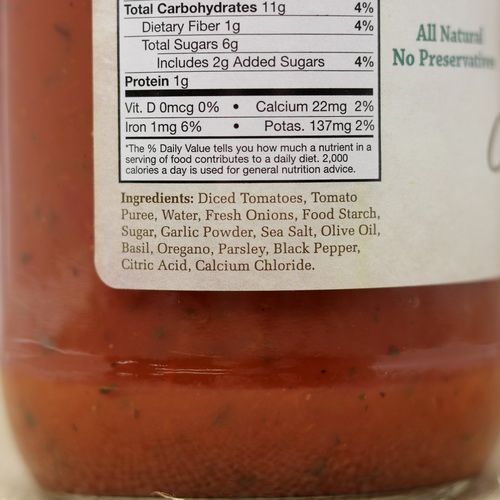 Total Carbohydrates 11g 4%
Dietary Fiber 1g 4%
Total Sugars 6g
Includes 2g Added Sugars 4%
Protein 1g
Vit. D 0mcg 0% • Calcium 22mg 2%
Iron 1mg 6% • Potas. 137mg 2%
*The % Daily Value tells you how much a nutrient in a
serving of food contributes to a daily diet. 2,000
calories a day is used for general nutrition advice.
Ingredients: Diced Tomatoes, Tomato
Puree, Water, Fresh Onions, Food Starch,
Sugar, Garlic Powder, Sea Salt, Olive Oil,
Basil, Oregano, Parsley, Black Pepper,
Citric Acid, Calcium Chloride.
All Natural
No Preservatives